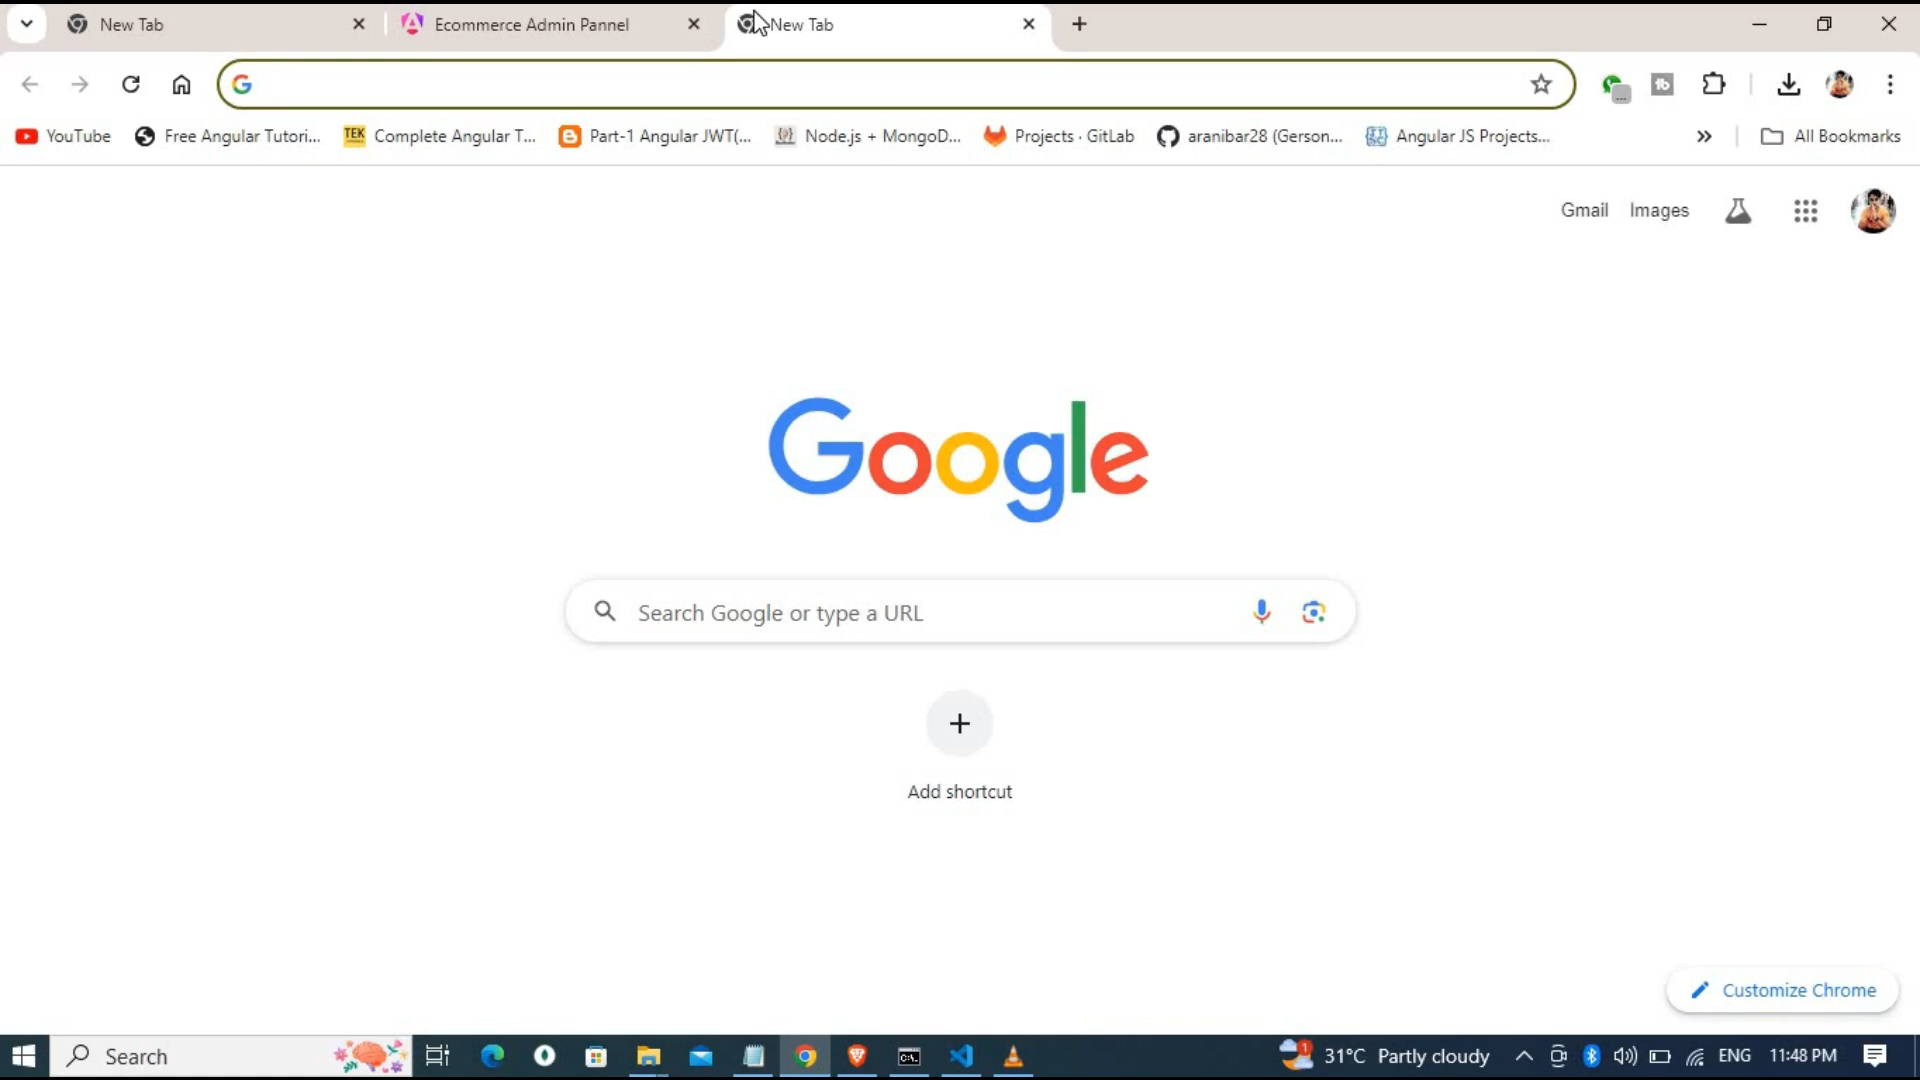 New Tab
Ecommerce Admin Pannel
New Tab
YouTube
Free Angular Tutori...
TEK
Complete Angular T...
Part-1 Angular JWT(...
Node.js + MongoD...
Projects · GitLab
aranibar28 (Gerson...
Angular JS Projects...
All Bookmarks
Gmail
Images
Google
Search Google or type a URL
Add shortcut
Customize Chrome
Search
1
31°C Partly cloudy
ENG
11:48 PM